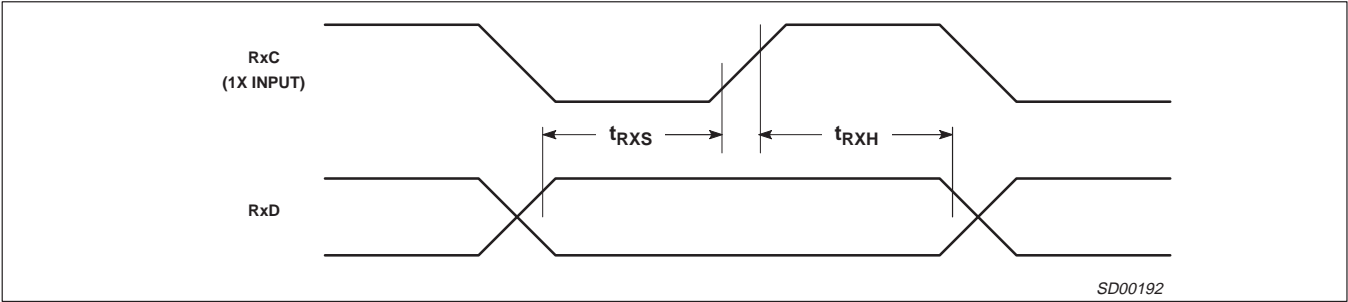 RxC
(1X INPUT)
tRXS
tRXH
RxD
SD00192